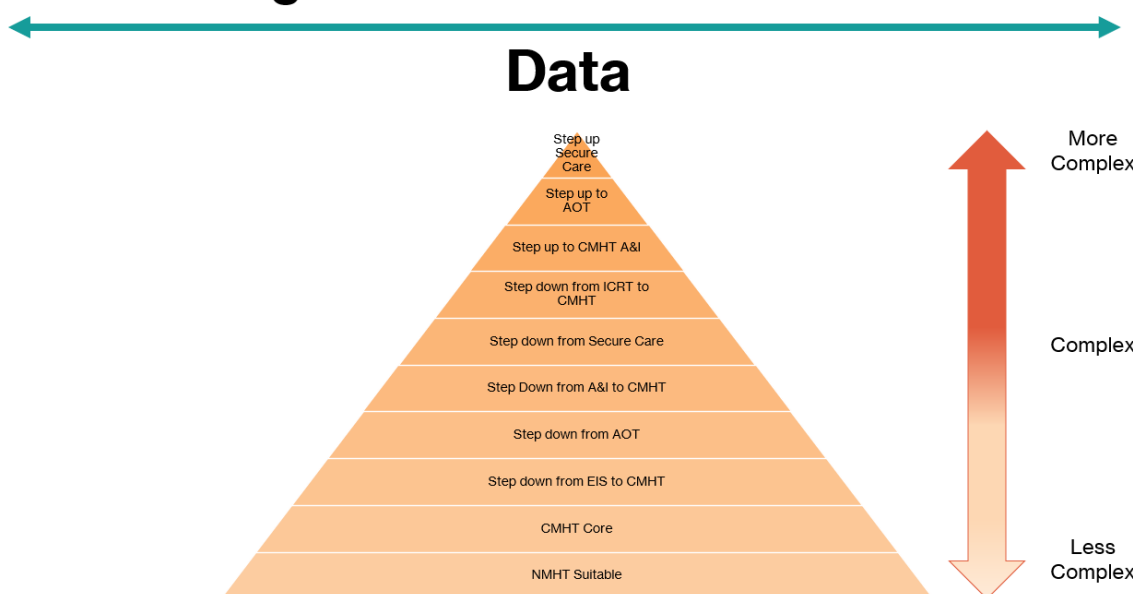 Data
Step up
Secure
Care
Step up to
AOT
Step up to CMHT A&I
Step down from ICRT to
CMHT
Step down from Secure Care
Step Down from A&I to CMHT
Step down from AOT
Step down from EIS to CMHT
CMHT Core
NMHT Suitable
More
Complex
Complex
Less
Complex